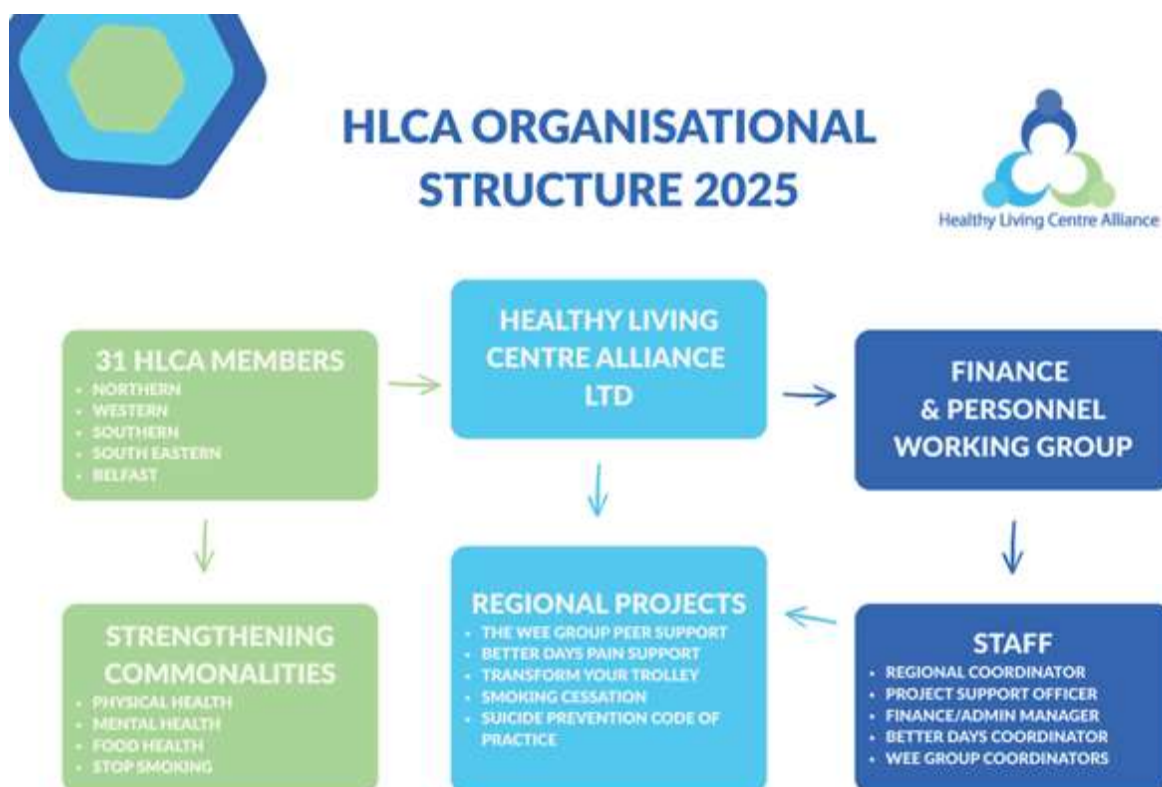 HLCA ORGANISATIONAL
STRUCTURE 2025
Healthy Living Centre Alliance
31 HLCA MEMBERS
• NORTHERN
• WESTERN
• SOUTHERN
• SOUTH EASTERN
• BELFAST
HEALTHY LIVING
CENTRE ALLIANCE
LTD
FINANCE
& PERSONNEL
WORKING GROUP
STRENGTHENING
COMMONALITIES
• PHYSICAL HEALTH
• MENTAL HEALTH
• FOOD HEALTH
• STOP SMOKING
REGIONAL PROJECTS
• THE WEE GROUP PEER SUPPORT
• BETTER DAYS PAIN SUPPORT
• TRANSFORM YOUR TROLLEY
• SMOKING CESSATION
• SUICIDE PREVENTION CODE OF
PRACTICE
STAFF
• REGIONAL COORDINATOR
• PROJECT SUPPORT OFFICER
• FINANCE/ADMIN MANAGER
• BETTER DAYS COORDINATOR
• WEE GROUP COORDINATORS